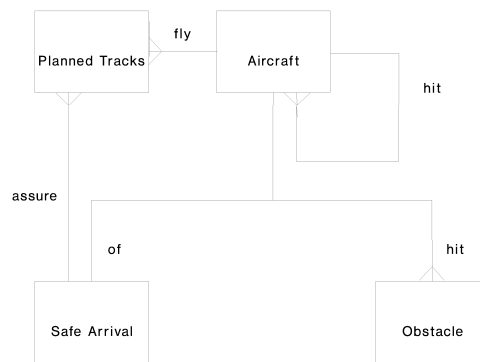 fly
Planned Tracks
Aircraft
hit
assure
of
hit
Safe Arrival
Obstacle